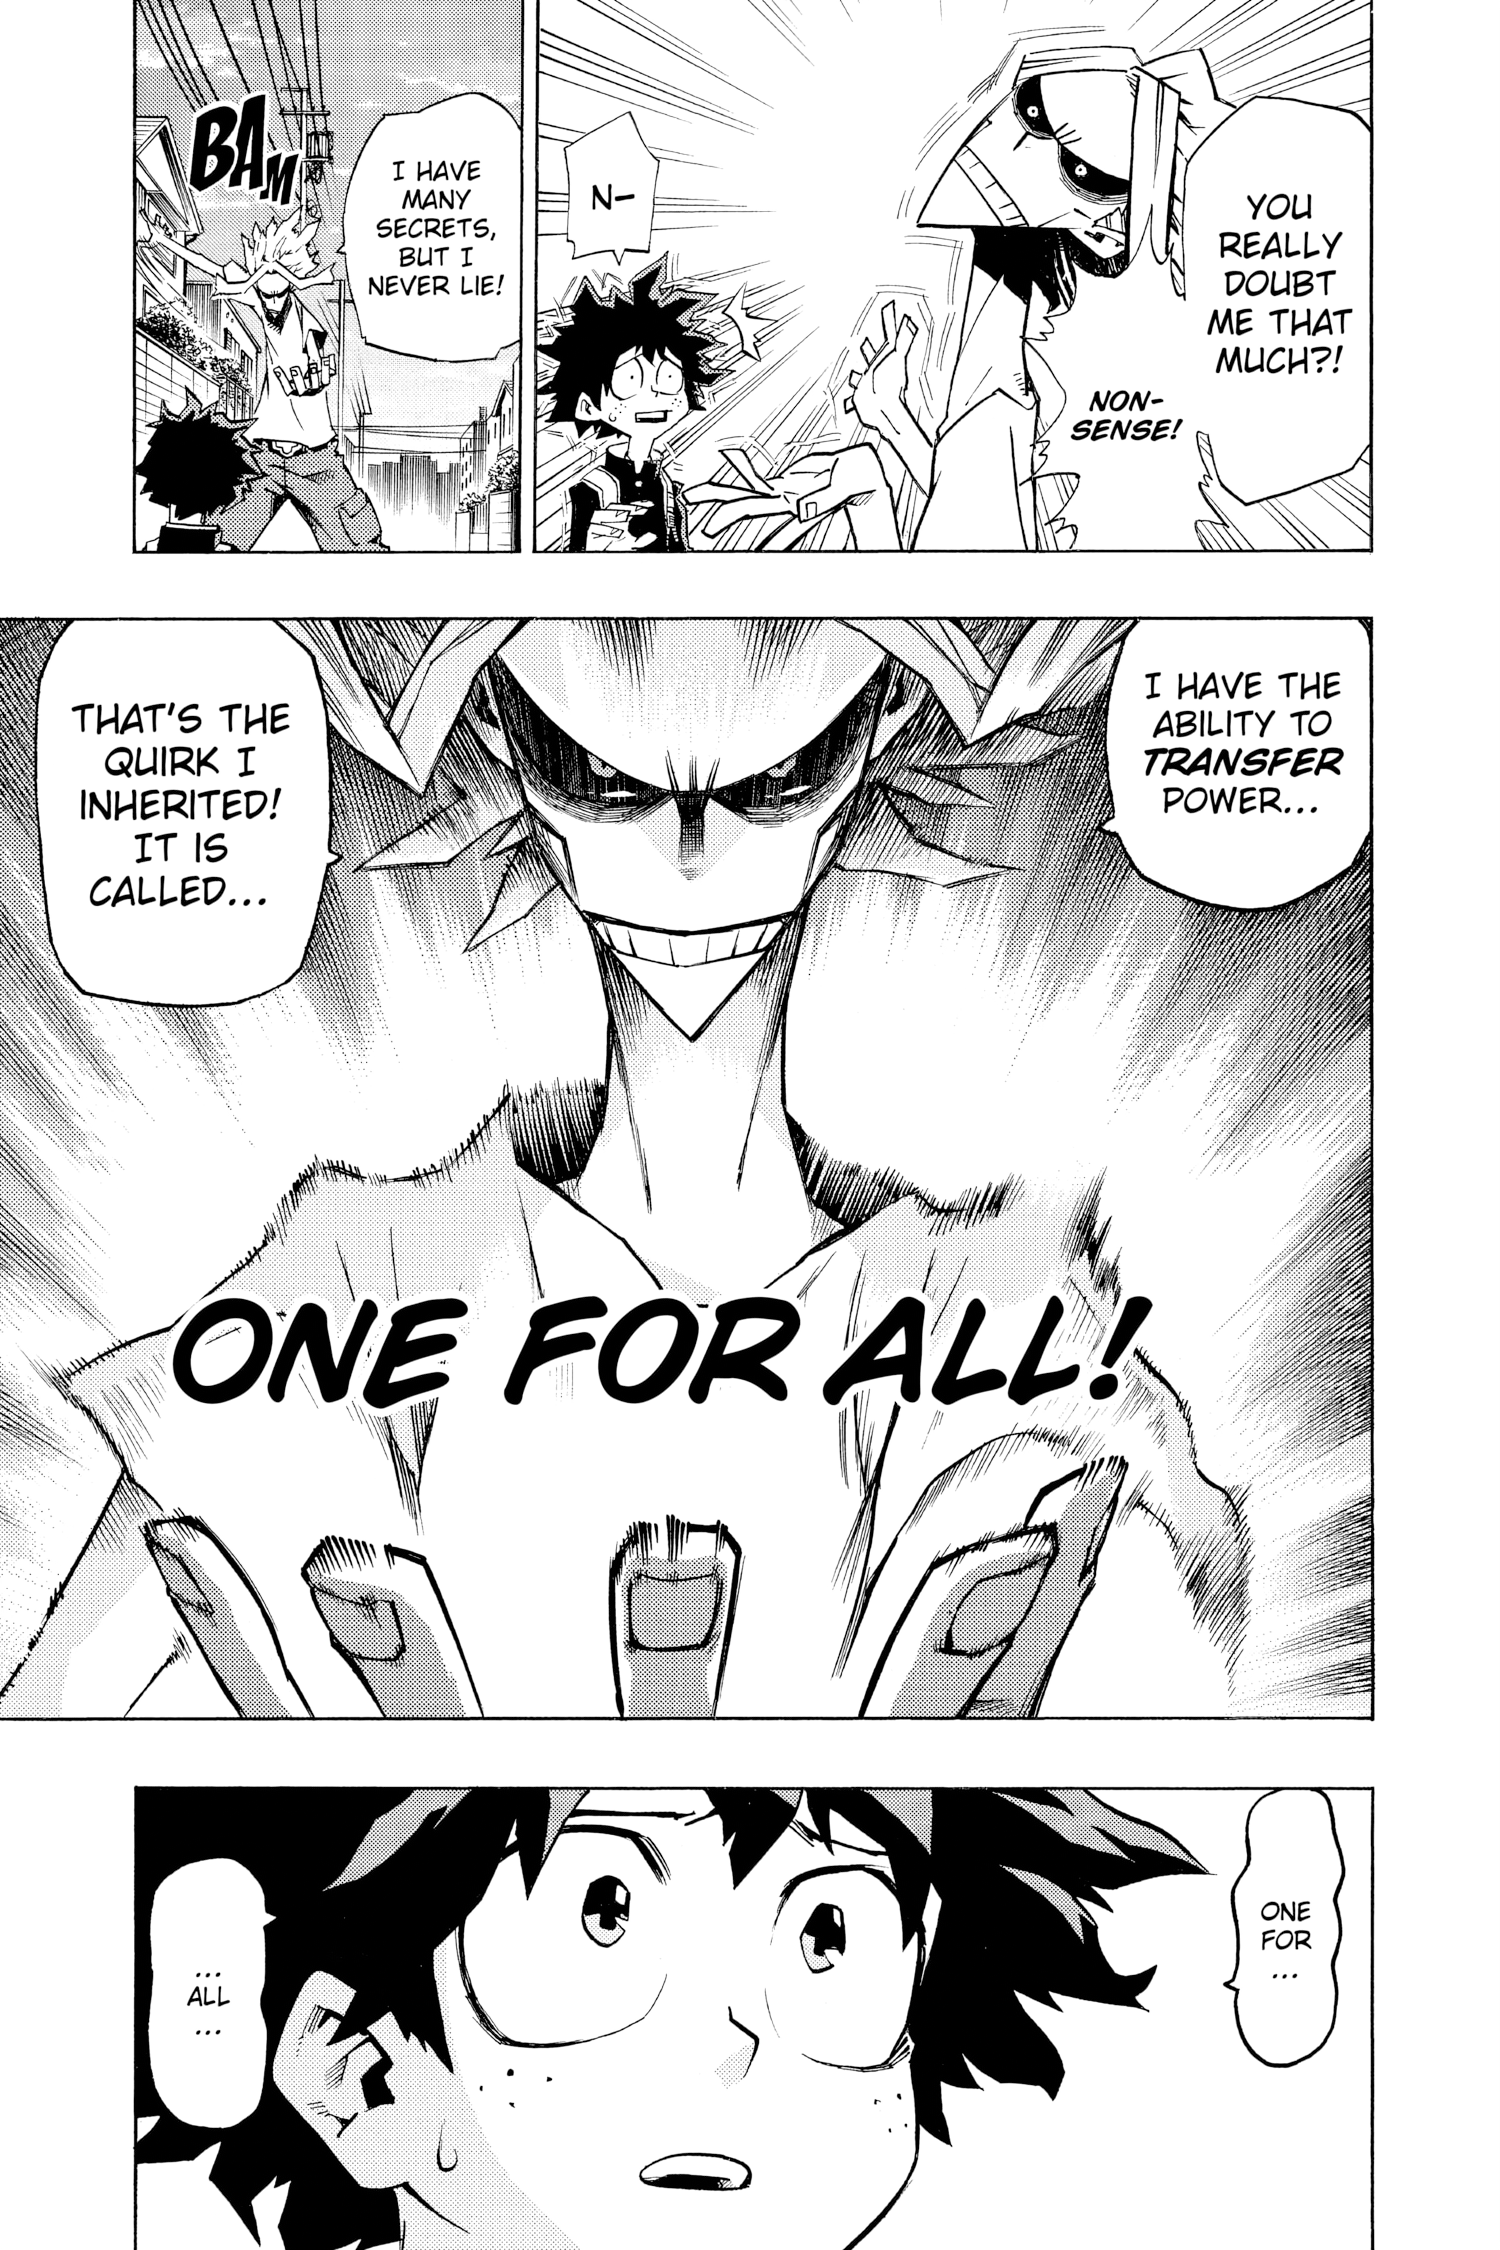 YOU
REALLY
DOUBT
ME THAT
MUCH?!
NON-
SENSE!
N-
I HAVE
MANY
SECRETS,
BUT I
NEVER LIE!
BAM
I HAVE THE
ABILITY TO
TRANSFER
POWER...
THAT'S THE
QUIRK I
INHERITED!
IT IS
CALLED...
ONE FOR ALL!
ONE
FOR
...
...
ALL
...